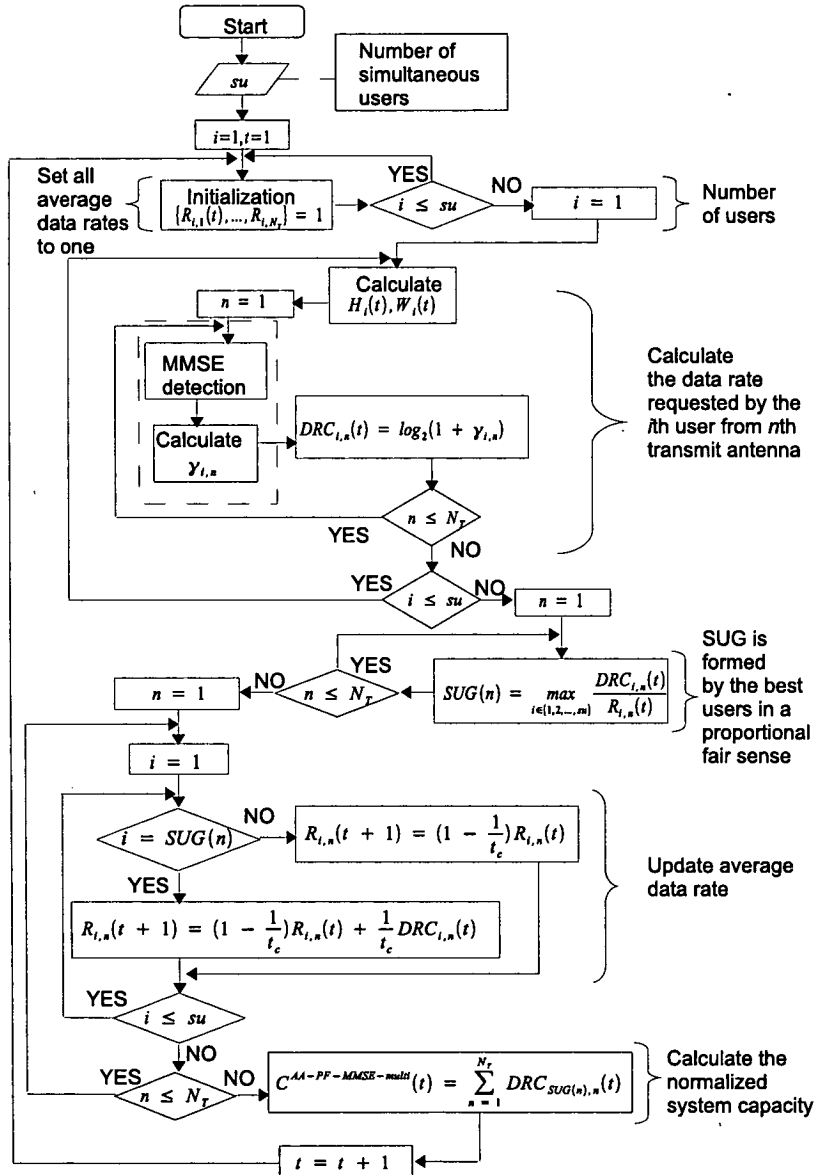 Start
su
Number of
simultaneous
users
i=1,t=1
Set all
average
data rates
to one
Initialization
{R_{i,1}(t),...,R_{i,N_T}} = 1
YES
i ≤ su
NO
i = 1
Number
of users
Calculate
H_i(t), W_i(t)
n = 1
MMSE
detection
Calculate
γ_{i,n}
DRC_{i,n}(t) = log_2(1 + γ_{i,n})
Calculate
the data rate
requested by the
ith user from nth
transmit antenna
n ≤ N_T
YES
NO
YES
i ≤ su
NO
n = 1
YES
NO
n ≤ N_T
n = 1
SUG(n) = max_{i∈{1,2,...,su}} DRC_{i,n}(t) / R_{i,n}(t)
SUG is
formed
by the best
users in a
proportional
fair sense
i = 1
i = SUG(n)
NO
R_{i,n}(t + 1) = (1 - 1/t_c)R_{i,n}(t)
YES
R_{i,n}(t + 1) = (1 - 1/t_c)R_{i,n}(t) + 1/t_c DRC_{i,n}(t)
Update average
data rate
YES
i ≤ su
NO
YES
n ≤ N_T
NO
C^{AA-PF-MMSE-multi}(t) = ∑_{n = 1}^{N_T} DRC_{SUG(n),n}(t)
Calculate the
normalized
system capacity
t = t + 1